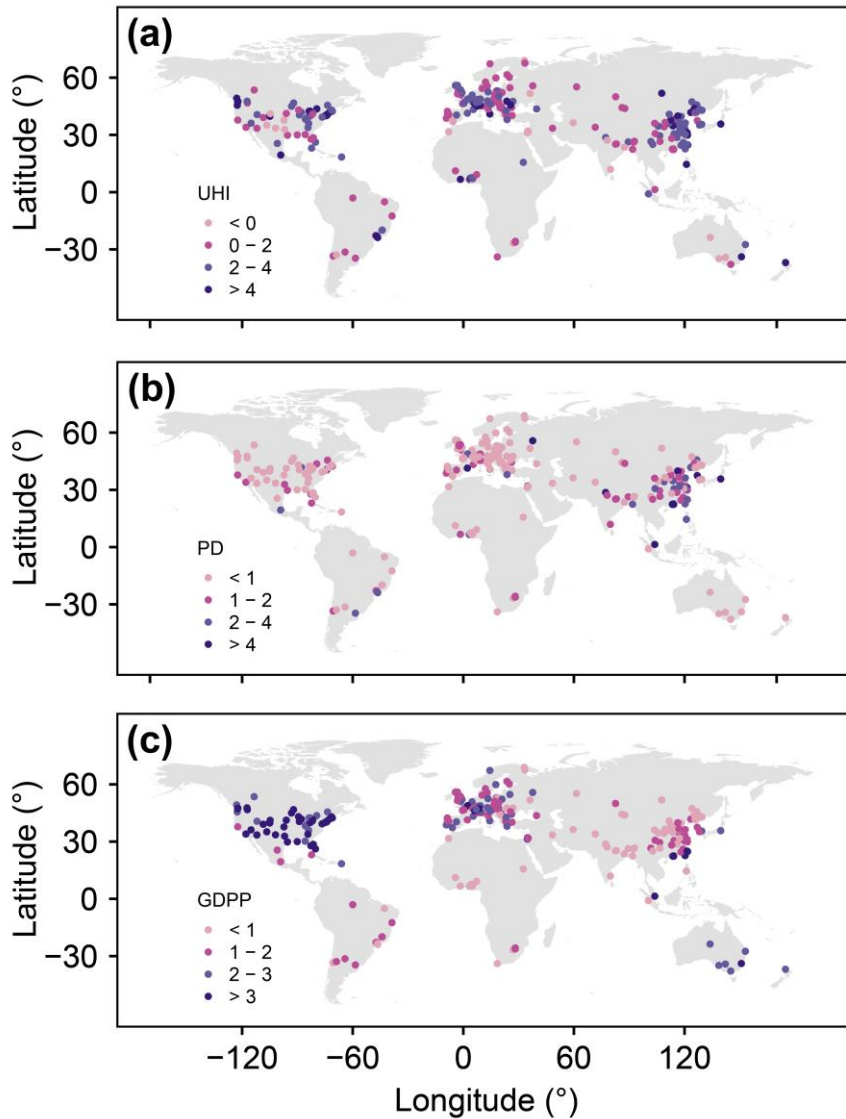 (a)
Latitude (°)
60
30
0
−30
UHI
< 0
0 − 2
2 − 4
> 4
(b)
Latitude (°)
60
30
0
−30
PD
< 1
1 − 2
2 − 4
> 4
(c)
Latitude (°)
60
30
0
−30
GDPP
< 1
1 − 2
2 − 3
> 3
−120 −60 0 60 120
Longitude (°)